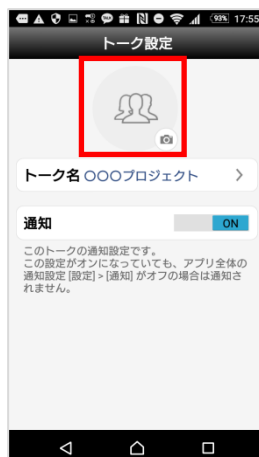 93% 17:55
トーク設定
トーク名 〇〇〇プロジェクト
通知 ON
このトークの通知設定です。
この設定がオンになっていても、アプリ全体の
通知設定 [設定] > [通知] がオフの場合は通知さ
れません。